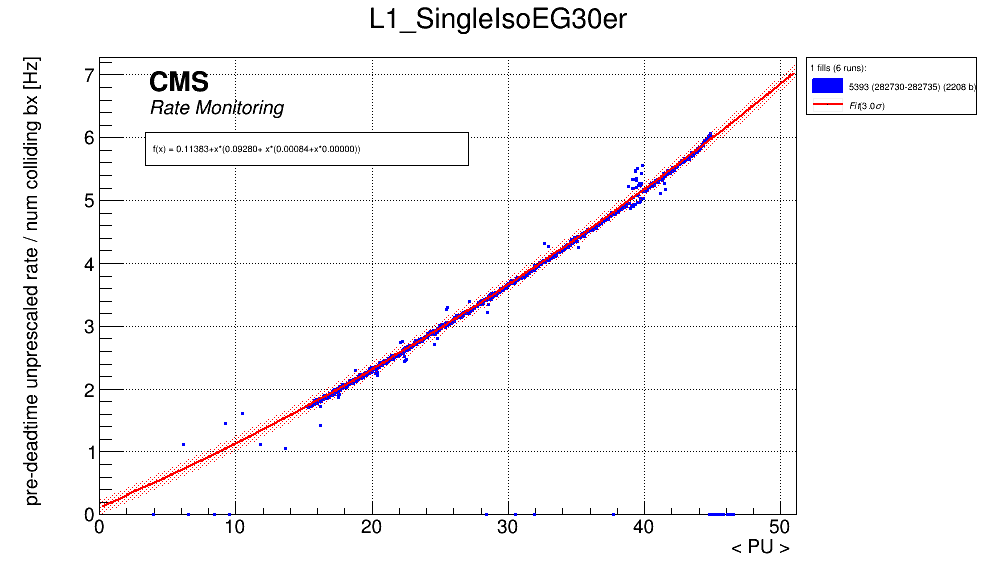 L1_SingleIsoEG30er
pre-deadtime unprescaled rate / num colliding bx [Hz]
7
6
5
4
3
2
1
0
CMS
Rate Monitoring
f(x) = 0.11383+x*(0.09280+ x*(0.00084+x*0.00000))
1 fills (6 runs):
5393 (282730-282735) (2208 b)
Fit(3.0σ)
0 10 20 30 40 50
< PU >